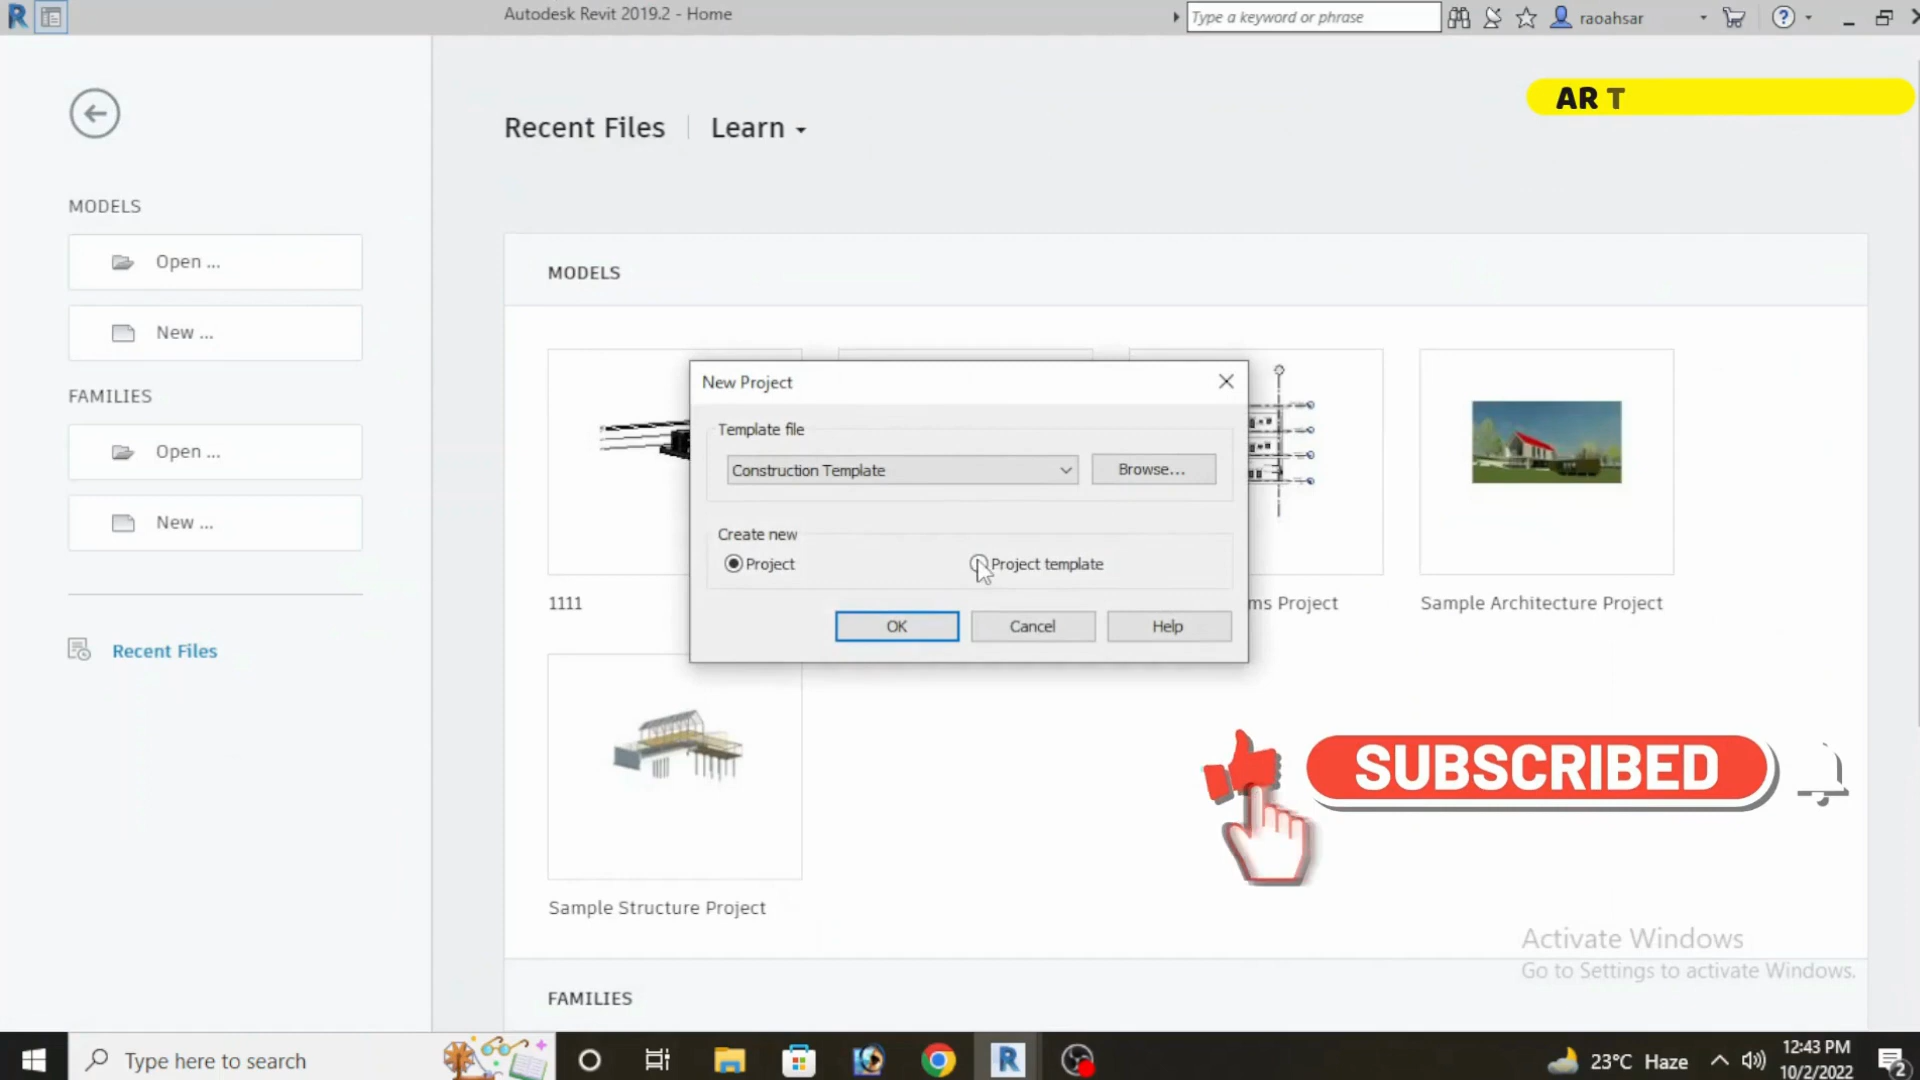 Autodesk Revit 2019.2 - Home
Type a keyword or phrase
raoahsar
AR T
Recent Files
Learn
MODELS
Open ...
New ...
FAMILIES
Open ...
New ...
Recent Files
MODELS
New Project
Template file
Construction Template
Browse...
Create new
Project
Project template
OK
Cancel
Help
1111
ms Project
Sample Architecture Project
SUBSCRIBED
Sample Structure Project
Activate Windows
Go to Settings to activate Windows.
FAMILIES
Type here to search
23°C Haze
12:43 PM
10/2/2022
2